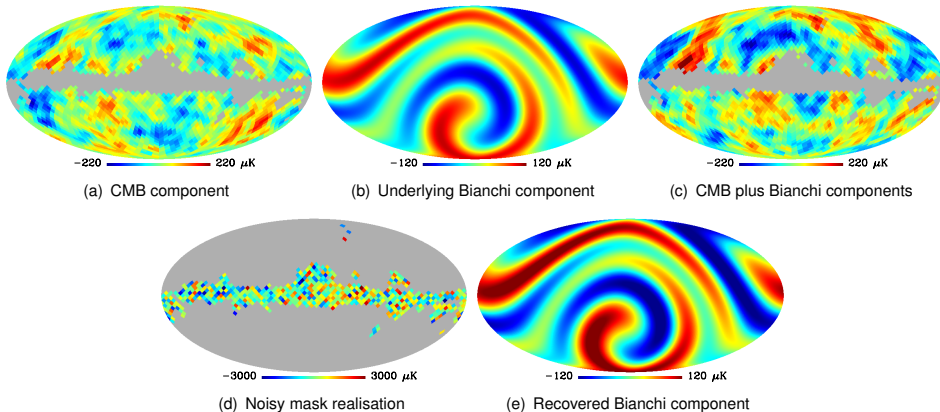 −220 220 μK
−120 120 μK
−220 220 μK
(a) CMB component
(b) Underlying Bianchi component
(c) CMB plus Bianchi components
−3000 3000 μK
−120 120 μK
(d) Noisy mask realisation
(e) Recovered Bianchi component